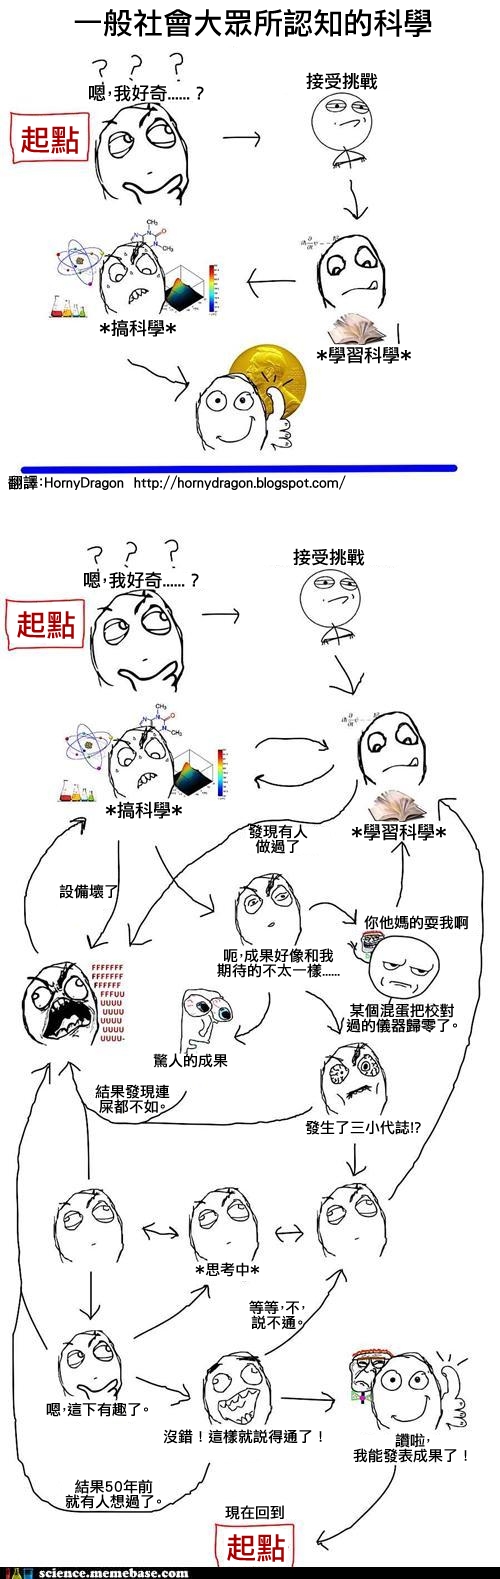 一般社會大眾所認知的科學
? ? ?
嗯,我好奇......?
起點
接受挑戰
*搞科學*
*學習科學*
翻譯:HornyDragon http://hornydragon.blogspot.com/
? ? ?
嗯,我好奇......?
起點
接受挑戰
*搞科學*
發現有人
做過了
*學習科學*
設備壞了
你他媽的耍我啊
呃,成果好像和我
期待的不太一樣......
FFFFFFF
FFFFFFF
FFFFFF
FFFUU
UUUU
UUUU
UUUU
UUUU
UUUU-
某個混蛋把校對
過的儀器歸零了。
驚人的成果
結果發現連
屎都不如。
發生了三小代誌!?
*思考中*
等等,不,
說不通。
嗯,這下有趣了。
沒錯!這樣就說得通了!
讚啦,
我能發表成果了!
結果50年前
就有人想過了。
現在回到
起點
science.memebase.com